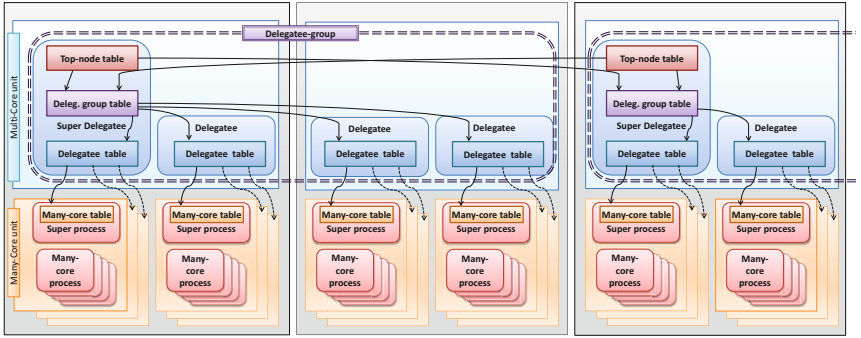 Delegatee-group
Multi-Core unit
Top-node table
Deleg. group table
Super Delegatee
Delegatee table
Delegatee
Delegatee table
Delegatee
Delegatee table
Delegatee
Delegatee table
Top-node table
Deleg. group table
Super Delegatee
Delegatee table
Delegatee
Delegatee table
Many-Core unit
Many-core table
Super process
Many-
core
process
Many-core table
Super process
Many-
core
process
Many-core table
Super process
Many-
core
process
Many-core table
Super process
Many-
core
process
Many-core table
Super process
Many-
core
process
Many-core table
Super process
Many-
core
process